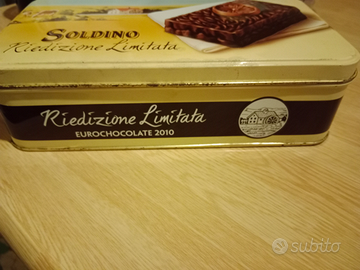 SOLDINO
Riedizione Limitata
Riedizione Limitata
EUROCHOCOLATE 2010
subito